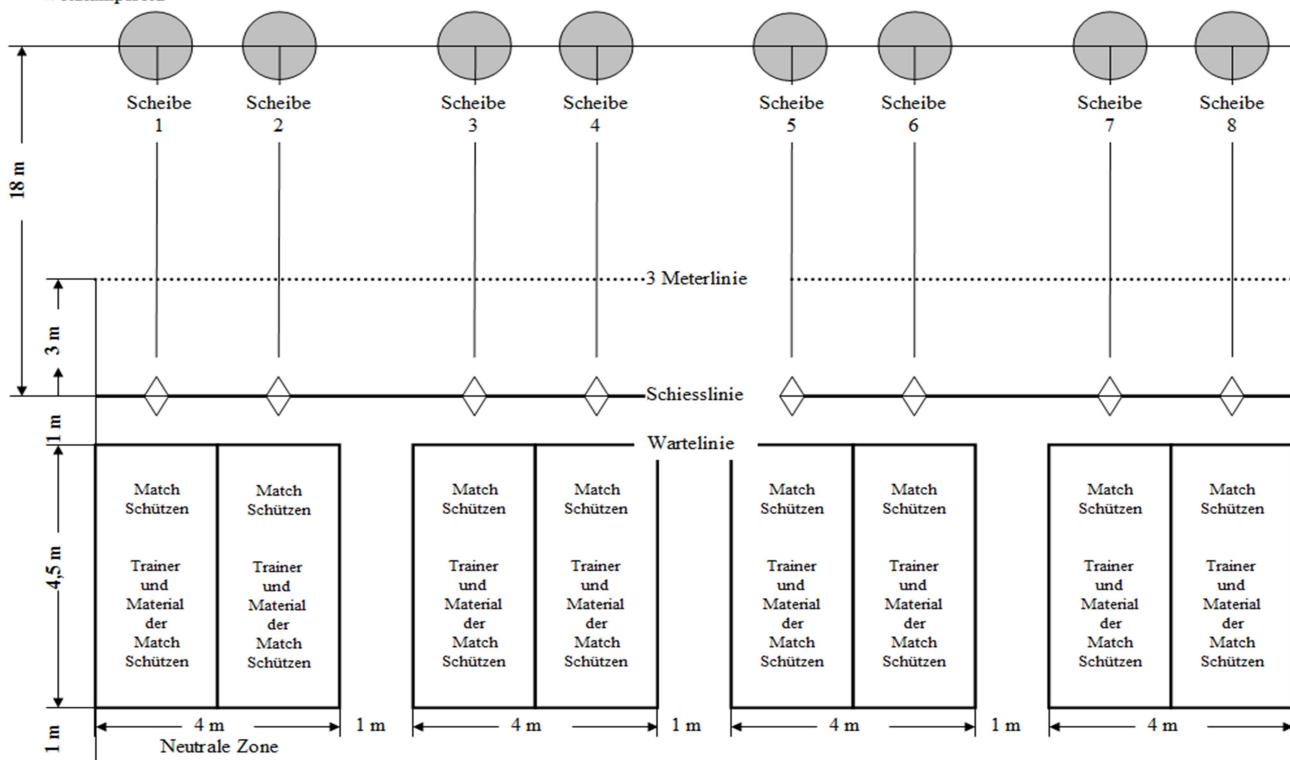 Scheibe
1
Scheibe
2
Scheibe
3
Scheibe
4
Scheibe
5
Scheibe
6
Scheibe
7
Scheibe
8
18 m
3 Meterlinie
3 m
Schiesslinie
1 m
Wartelinie
4,5 m
Match
Schützen
Trainer
und
Material
der
Match
Schützen
Match
Schützen
Trainer
und
Material
der
Match
Schützen
Match
Schützen
Trainer
und
Material
der
Match
Schützen
Match
Schützen
Trainer
und
Material
der
Match
Schützen
Match
Schützen
Trainer
und
Material
der
Match
Schützen
Match
Schützen
Trainer
und
Material
der
Match
Schützen
Match
Schützen
Trainer
und
Material
der
Match
Schützen
Match
Schützen
Trainer
und
Material
der
Match
Schützen
4 m
1 m
4 m
1 m
4 m
1 m
4 m
1 m
Neutrale Zone